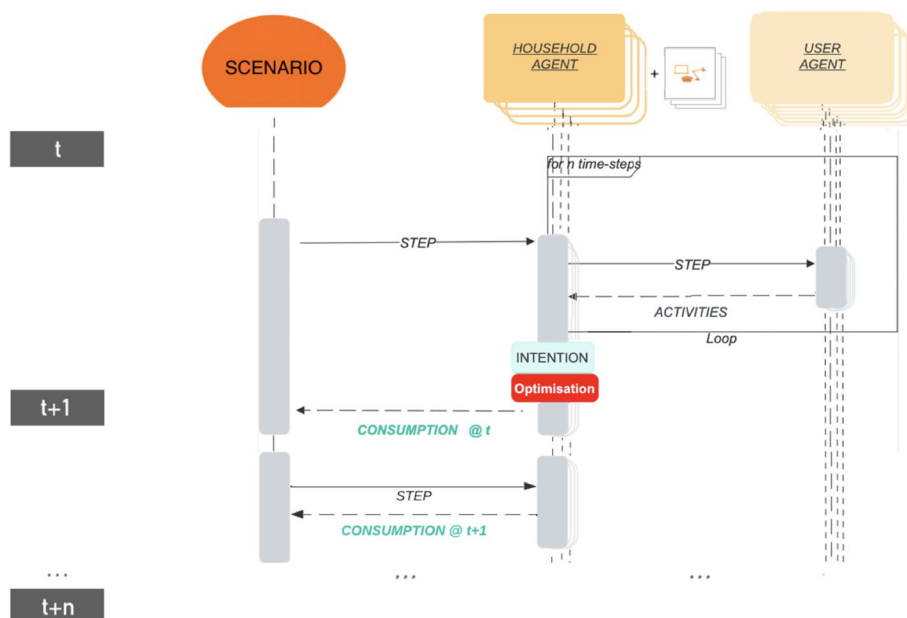 SCENARIO
HOUSEHOLD
AGENT
+
USER
AGENT
t
for n time-steps
STEP
STEP
ACTIVITIES
Loop
INTENTION
Optimisation
t+1
CONSUMPTION @ t
STEP
CONSUMPTION @ t+1
... ... ...
t+n